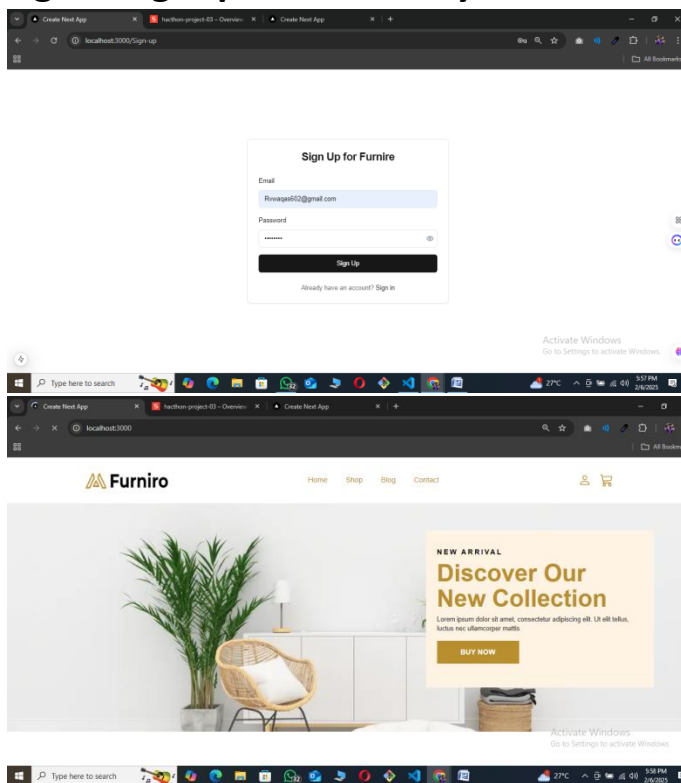 Create Next App
hacthon-project-03 – Overview
Create Next App
localhost:3000/Sign-up
All Bookmarks
Sign Up for Furnire
Email
Rvwaqas602@gmail.com
Password
Sign Up
Already have an account? Sign in
Activate Windows
Go to Settings to activate Windows.
Type here to search
27°C
5:57 PM
2/6/2025
Create Next App
hacthon-project-03 – Overview
Create Next App
localhost:3000
All Bookm
Furniro
Home Shop Blog Contact
NEW ARRIVAL
Discover Our
New Collection
Lorem ipsum dolor sit amet, consectetur adipiscing elit. Ut elit tellus,
luctus nec ullamcorper mattis
BUY NOW
Activate Windows
Go to Settings to activate Windows
Type here to search
27°C
5:58 PM
2/6/2025